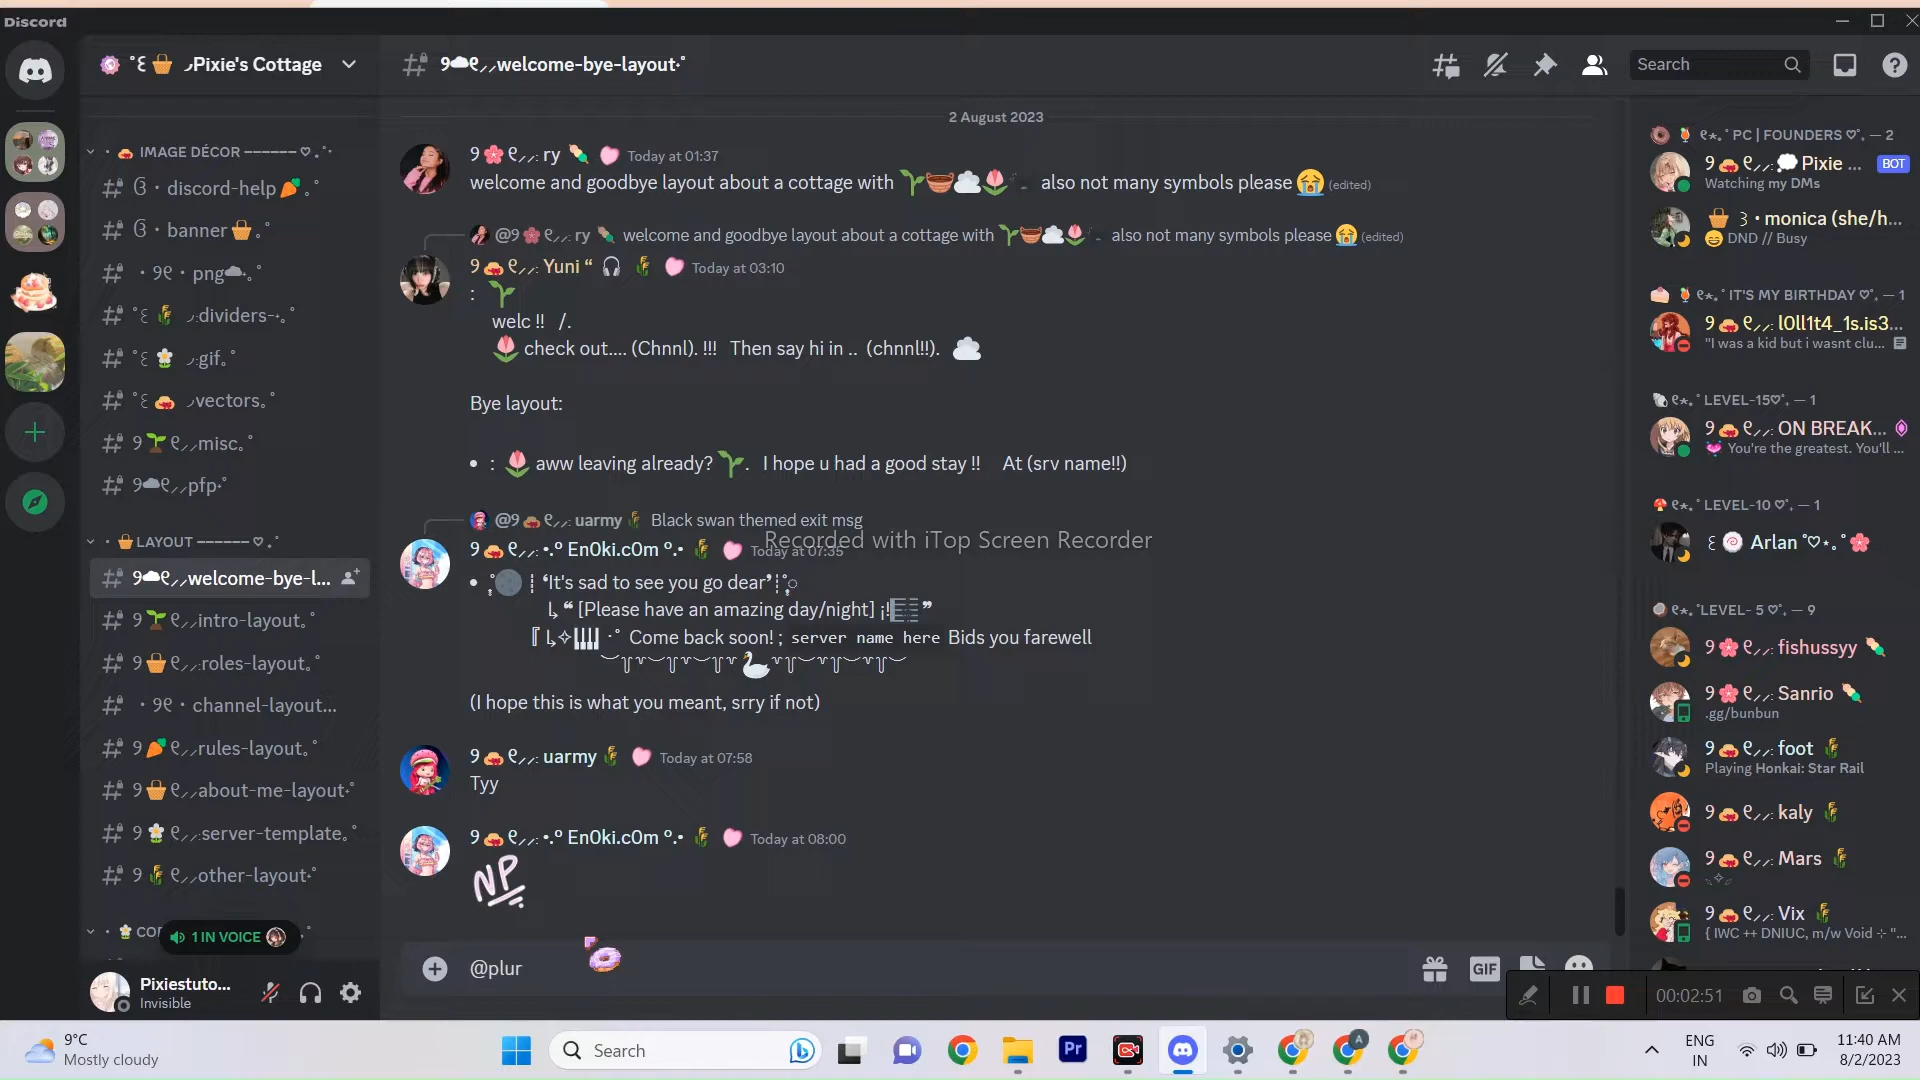 Discord
Pixie's Cottage
IMAGE DÉCOR
discord-help
banner
png
dividers
gif
vectors
misc
pfp
LAYOUT
welcome-bye-l...
intro-layout
roles-layout
channel-layout...
rules-layout
about-me-layout
server-template
other-layout
1 IN VOICE
Pixiestuto...
Invisible
welcome-bye-layout
Search
2 August 2023
ry Today at 01:37
welcome and goodbye layout about a cottage with 🌱🧺☁️🌷 also not many symbols please 😭 (edited)
ry welcome and goodbye layout about a cottage with 🌱🧺☁️🌷 also not many symbols please 😭 (edited)
Yuni “ 🎧 Today at 03:10
: 🌱
welc !! /.
🌷 check out.... (Chnnl). !!! Then say hi in .. (chnnl!!). ☁️
Bye layout:
• : 🌷 aww leaving already? 🌱. I hope u had a good stay !! At (srv name!!)
uarmy Black swan themed exit msg
•.° En0ki.c0m °.• Today at 07:35
Recorded with iTop Screen Recorder
❛It's sad to see you go dear❜
↳ ❝ [Please have an amazing day/night] ¡! ❞
Come back soon! ; server name here Bids you farewell
(I hope this is what you meant, srry if not)
uarmy Today at 07:58
Tyy
•.° En0ki.c0m °.• Today at 08:00
NP
@plur
GIF
PC | FOUNDERS — 2
Pixie ... BOT
Watching my DMs
monica (she/h...
DND // Busy
IT'S MY BIRTHDAY — 1
l0ll1t4_1s.is3...
"I was a kid but i wasnt clu...
LEVEL-15 — 1
ON BREAK...
You're the greatest. You'll ...
LEVEL-10 — 1
Arlan
LEVEL- 5 — 9
fishussyy
Sanrio
.gg/bunbun
foot
Playing Honkai: Star Rail
kaly
Mars
Vix
{ IWC ++ DNIUC, m/w Void ⊹ "...
00:02:51
9°C
Mostly cloudy
Search
Pr
A
ENG
IN
11:40 AM
8/2/2023